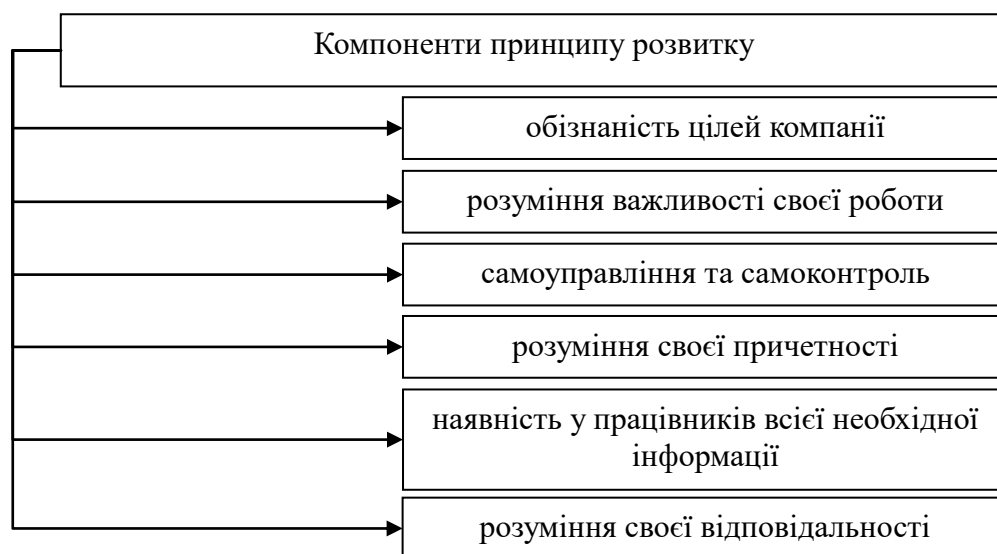 Компоненти принципу розвитку
обізнаність цілей компанії
розуміння важливості своєї роботи
самоуправління та самоконтроль
розуміння своєї причетності
наявність у працівників всієї необхідної
інформації
розуміння своєї відповідальності